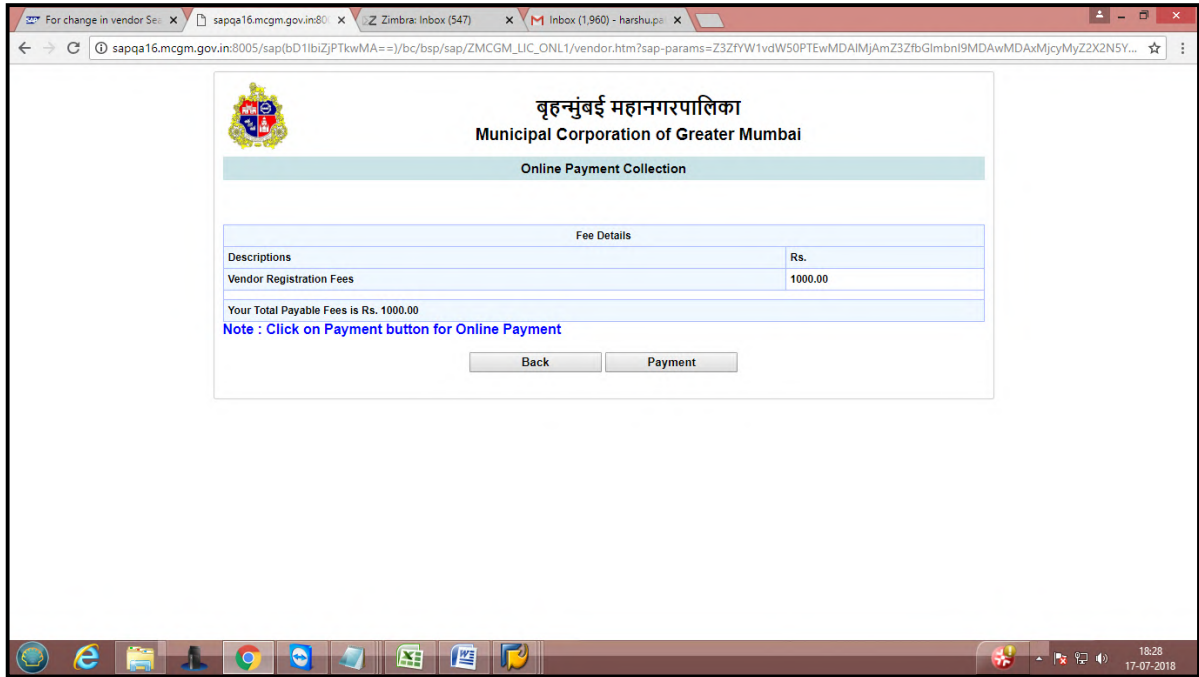 For change in vendor Sea
sapqa16.mcgm.gov.in:80
Zimbra: Inbox (547)
Inbox (1,960) - harshu.pa
sapqa16.mcgm.gov.in:8005/sap(bD1lbiZjPTkwMA==)/bc/bsp/sap/ZMCGM_LIC_ONL1/vendor.htm?sap-params=Z3ZfYW1vdW50PTEwMDAlMjAmZ3ZfbGlmbnI9MDAwMDAxMjcyMyZ2X2N5Y...
बृहन्मुंबई महानगरपालिका
Municipal Corporation of Greater Mumbai
Online Payment Collection
Fee Details
Descriptions Rs.
Vendor Registration Fees 1000.00
Your Total Payable Fees is Rs. 1000.00
Note : Click on Payment button for Online Payment
Back Payment
18:28
17-07-2018